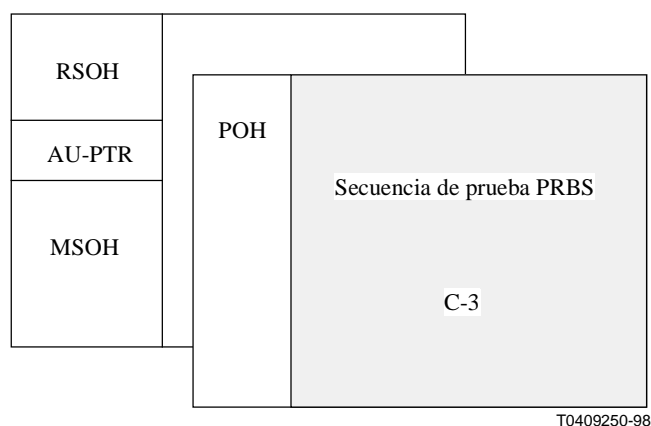 RSOH
POH
AU-PTR
Secuencia de prueba PRBS
MSOH
C-3
T0409250-98